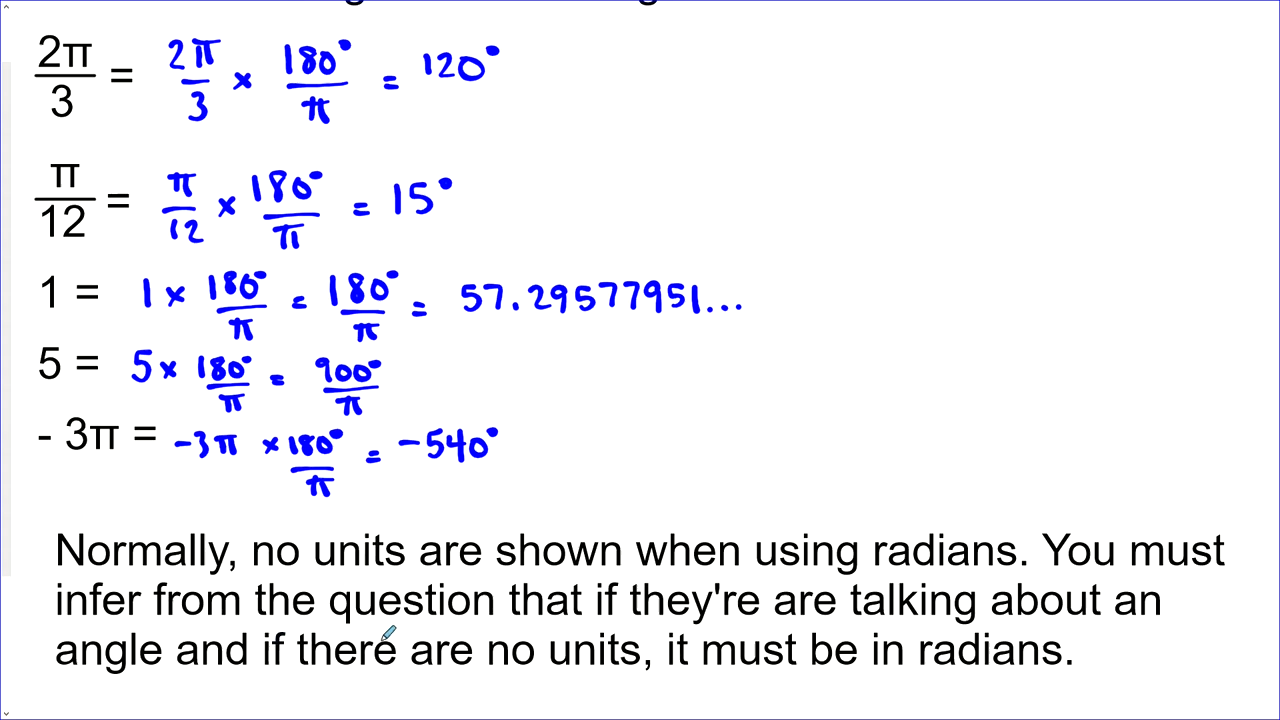 2π/3 = 2π/3 × 180°/π = 120°
π/12 = π/12 × 180°/π = 15°
1 = 1 × 180°/π = 180°/π = 57.29577951...
5 = 5 × 180°/π = 900°/π
- 3π = -3π × 180°/π = -540°
Normally, no units are shown when using radians. You must
infer from the question that if they're are talking about an
angle and if there are no units, it must be in radians.